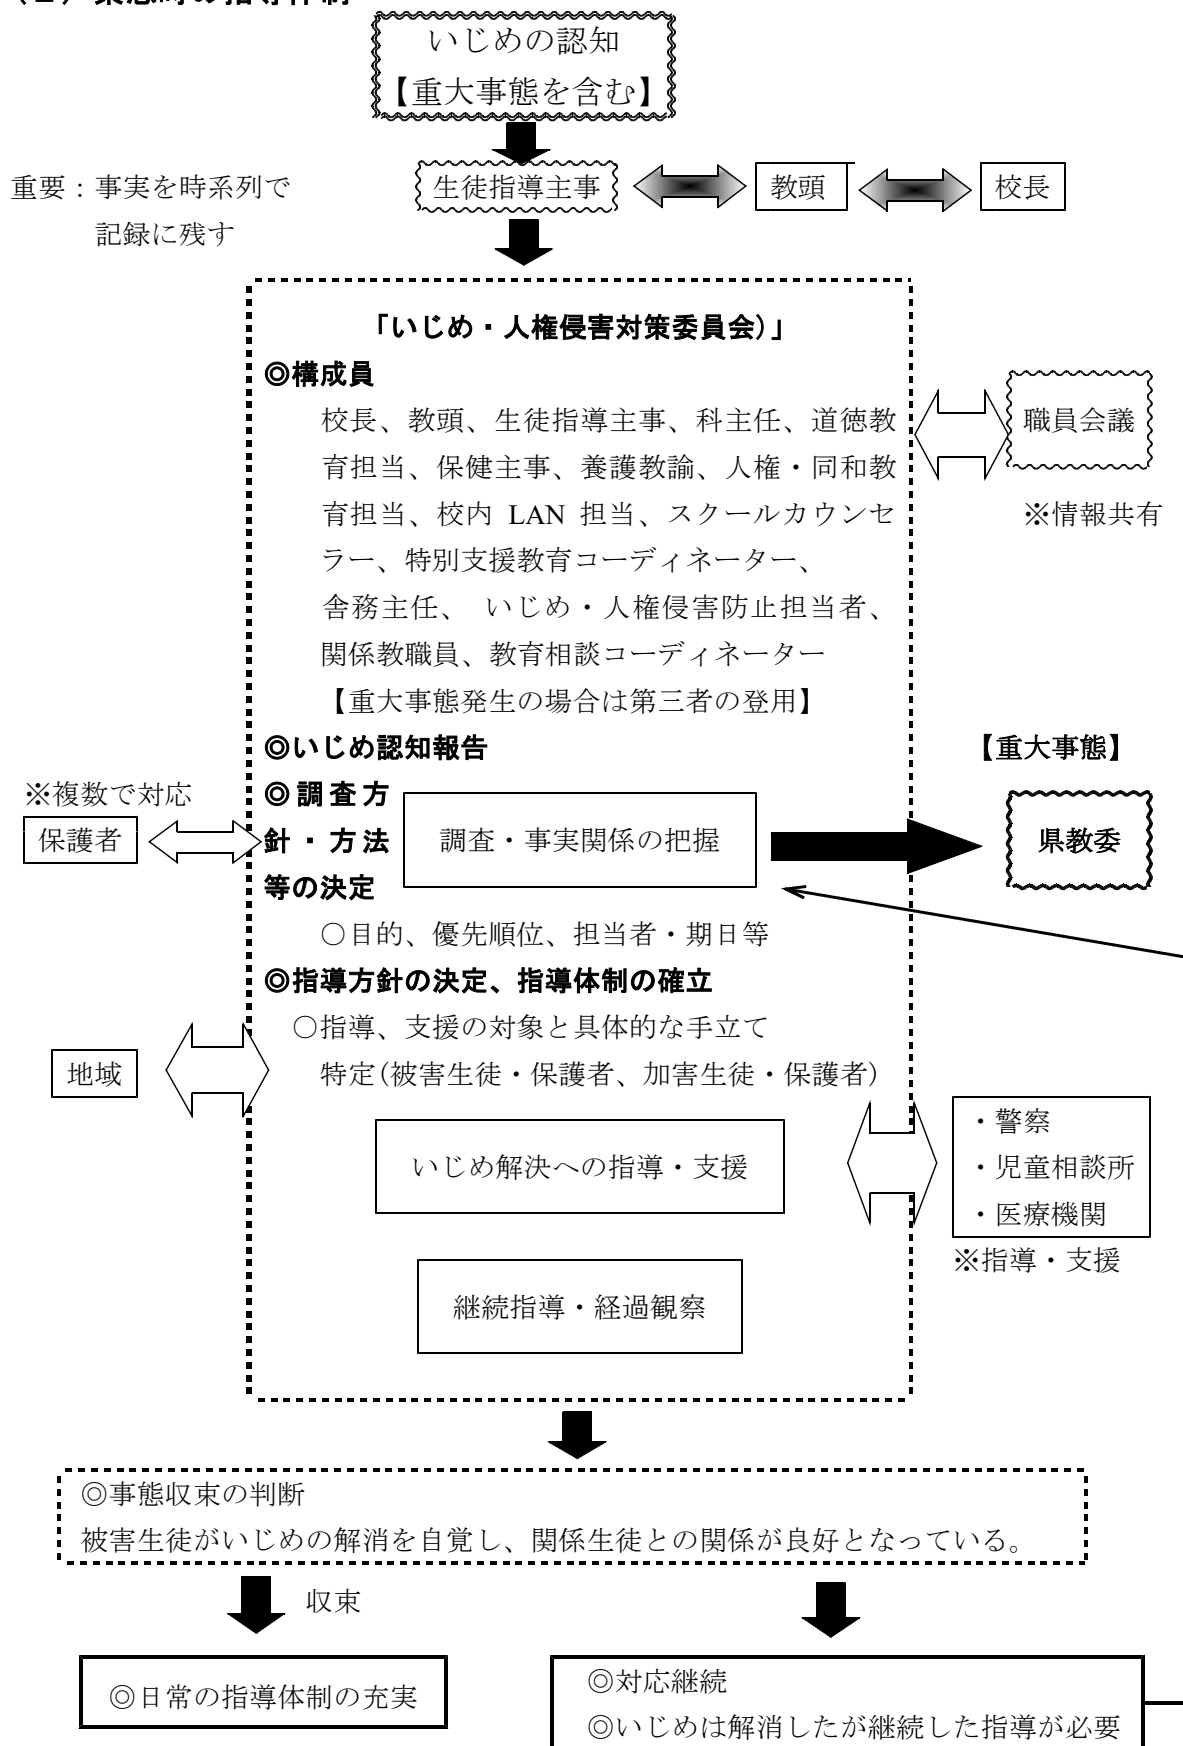 いじめの認知
【重大事態を含む】
重要：事実を時系列で
記録に残す
生徒指導主事
教頭
校長
「いじめ・人権侵害対策委員会）」
◎構成員
校長、教頭、生徒指導主事、科主任、道徳教
育担当、保健主事、養護教諭、人権・同和教
育担当、校内 LAN 担当、スクールカウンセ
ラー、特別支援教育コーディネーター、
舎務主任、 いじめ・人権侵害防止担当者、
関係教職員、教育相談コーディネーター
【重大事態発生の場合は第三者の登用】
職員会議
※情報共有
◎いじめ認知報告
【重大事態】
※複数で対応
保護者
◎調査方
針・方法
等の決定
調査・事実関係の把握
県教委
○目的、優先順位、担当者・期日等
◎指導方針の決定、指導体制の確立
○指導、支援の対象と具体的な手立て
特定(被害生徒・保護者、加害生徒・保護者)
地域
いじめ解決への指導・支援
・警察
・児童相談所
・医療機関
※指導・支援
継続指導・経過観察
◎事態収束の判断
被害生徒がいじめの解消を自覚し、関係生徒との関係が良好となっている。
収束
◎日常の指導体制の充実
◎対応継続
◎いじめは解消したが継続した指導が必要